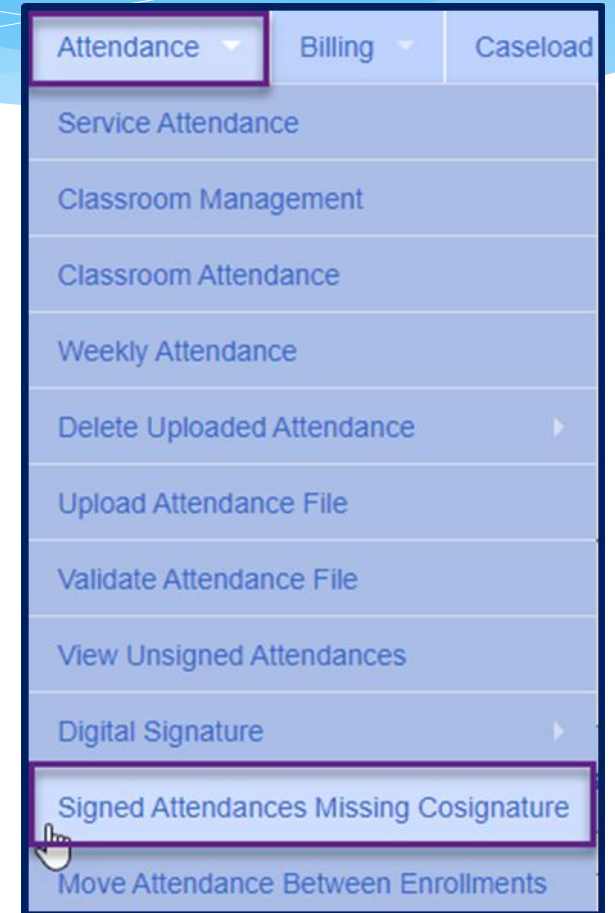 Attendance Billing Caseload
Service Attendance
Classroom Management
Classroom Attendance
Weekly Attendance
Delete Uploaded Attendance
Upload Attendance File
Validate Attendance File
View Unsigned Attendances
Digital Signature
Signed Attendances Missing Cosignature
Move Attendance Between Enrollments